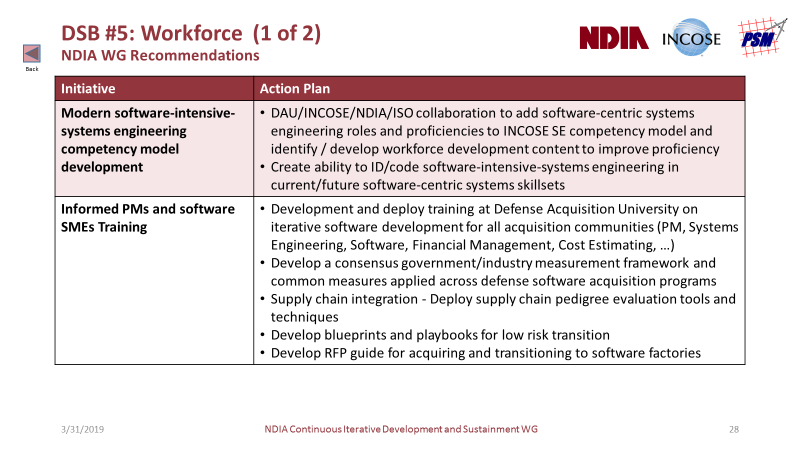 DSB #5: Workforce (1 of 2)
NDIA WG Recommendations
NDIA
INCOSE
PSM
Back
Initiative
Action Plan
Modern software-intensive-
systems engineering
competency model
development
• DAU/INCOSE/NDIA/ISO collaboration to add software-centric systems
engineering roles and proficiencies to INCOSE SE competency model and
identify / develop workforce development content to improve proficiency
• Create ability to ID/code software-intensive-systems engineering in
current/future software-centric systems skillsets
Informed PMs and software
SMEs Training
• Development and deploy training at Defense Acquisition University on
iterative software development for all acquisition communities (PM, Systems
Engineering, Software, Financial Management, Cost Estimating, …)
• Develop a consensus government/industry measurement framework and
common measures applied across defense software acquisition programs
• Supply chain integration - Deploy supply chain pedigree evaluation tools and
techniques
• Develop blueprints and playbooks for low risk transition
• Develop RFP guide for acquiring and transitioning to software factories
3/31/2019
NDIA Continuous Iterative Development and Sustainment WG
28